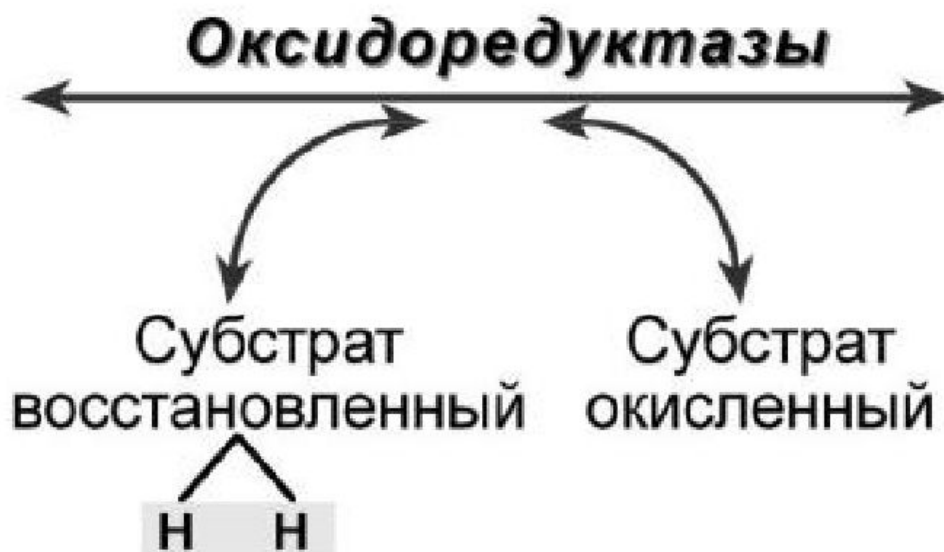 Оксидоредуктазы
Субстрат
восстановленный
Субстрат
окисленный
H H